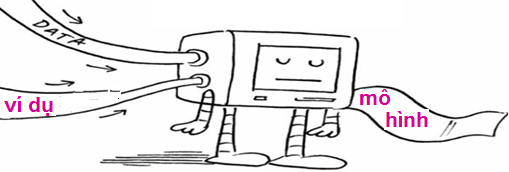 DATA
ví dụ
mô
hình